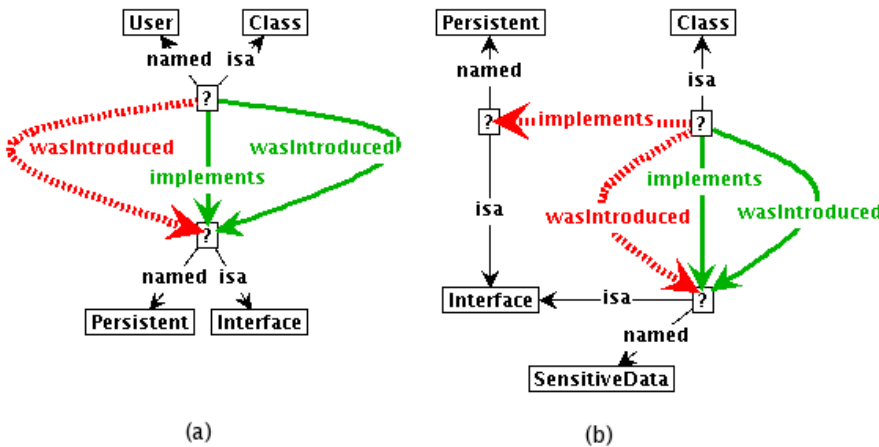 User
Class
named
isa
?
wasIntroduced
wasIntroduced
implements
?
named
isa
Persistent
Interface
(a)
Persistent
Class
named
isa
?
implements
?
isa
implements
wasIntroduced
wasIntroduced
Interface
isa
?
named
SensitiveData
(b)